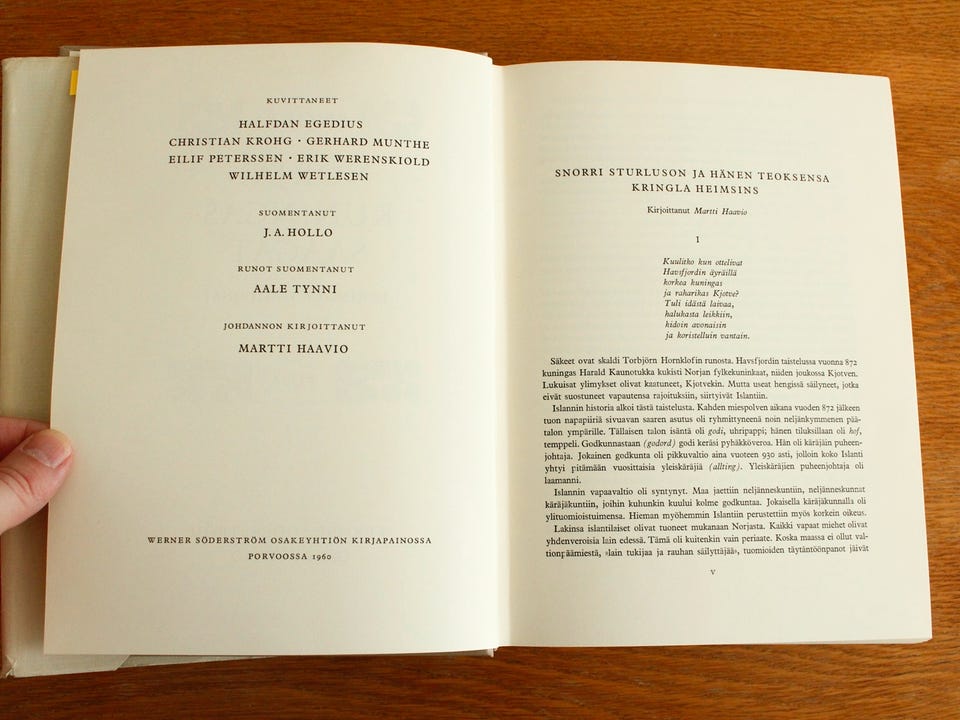 KUVITTANEET
HALFDAN EGEDIUS
CHRISTIAN KROHG · GERHARD MUNTHE
EILIF PETERSSEN · ERIK WERENSKIOLD
WILHELM WETLESEN
SUOMENTANUT
J. A. HOLLO
RUNOT SUOMENTANUT
AALE TYNNI
JOHDANNON KIRJOITTANUT
MARTTI HAAVIO
WERNER SÖDERSTRÖM OSAKEYHTIÖN KIRJAPAINOSSA
PORVOOSSA 1960
SNORRI STURLUSON JA HÄNEN TEOKSENSA
KRINGLA HEIMSINS
Kirjoittanut Martti Haavio
I
Kuulitho kun ottelivat
Havsfjordin äyräillä
korkea kuningas
ja raharikas Kjotve?
Tuli idästä laivaa,
halukasta leikkiin,
kidoin avonaisin
ja koristelluin vantain.
Säkeet ovat skaldi Torbjörn Hornklofin runosta. Havsfjordin taistelussa vuonna 872
kuningas Harald Kaunotukka kukisti Norjan fylkekuninkaat, niiden joukossa Kjotven.
Lukuisat ylimykset olivat kaatuneet, Kjotvekin. Mutta useat hengissä säilyneet, jotka
eivät suostuneet vapautensa rajoituksiin, siirtyivät Islantiin.
Islannin historia alkoi tästä taistelusta. Kahden miespolven aikana vuoden 872 jälkeen
tuon napapiiriä sivuavan saaren asutus oli ryhmittyneenä noin neljänkymmenen pää-
talon ympärille. Tällaisen talon isäntä oli godi, uhripappi; hänen tiluksillaan oli hof,
temppeli. Godkunnastaan (godord) godi keräsi pyhäkköveroa. Hän oli käräjäin puheen-
johtaja. Jokainen godkunta oli pikkuvaltio aina vuoteen 930 asti, jolloin koko Islanti
yhtyi pitämään vuosittaisia yleiskäräjiä (allting). Yleiskäräjien puheenjohtaja oli
laamanni.
Islannin vapaavaltio oli syntynyt. Maa jaettiin neljänneskuntiin, neljänneskunnat
käräjäkuntiin, joihin kuhunkin kuului kolme godkuntaa. Jokaisella käräjäkunnalla oli
ylituomioistuimensa. Hieman myöhemmin Islantiin perustettiin myös korkein oikeus.
Lakinsa islantilaiset olivat tuoneet mukanaan Norjasta. Kaikki vapaat miehet olivat
yhdenveroisia lain edessä. Tämä oli kuitenkin vain periaate. Koska maassa ei ollut val-
tionpäämiestä, »lain tukijaa ja rauhan säilyttäjää», tuomioiden täytäntöönpanot jäivät
V